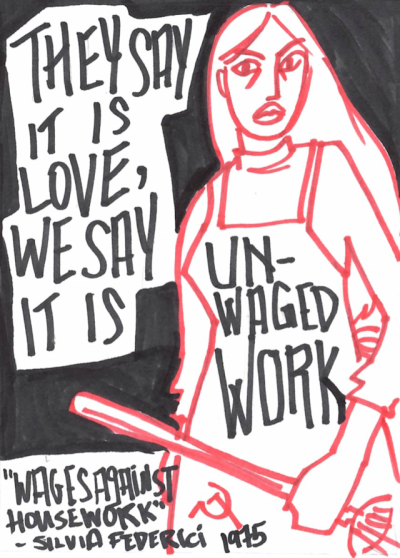 THEY SAY
IT IS
LOVE,
WE SAY
IT IS
UN-
WAGED
WORK
"WAGES AGAINST
HOUSEWORK"
- SILVIA FEDERICI 1975